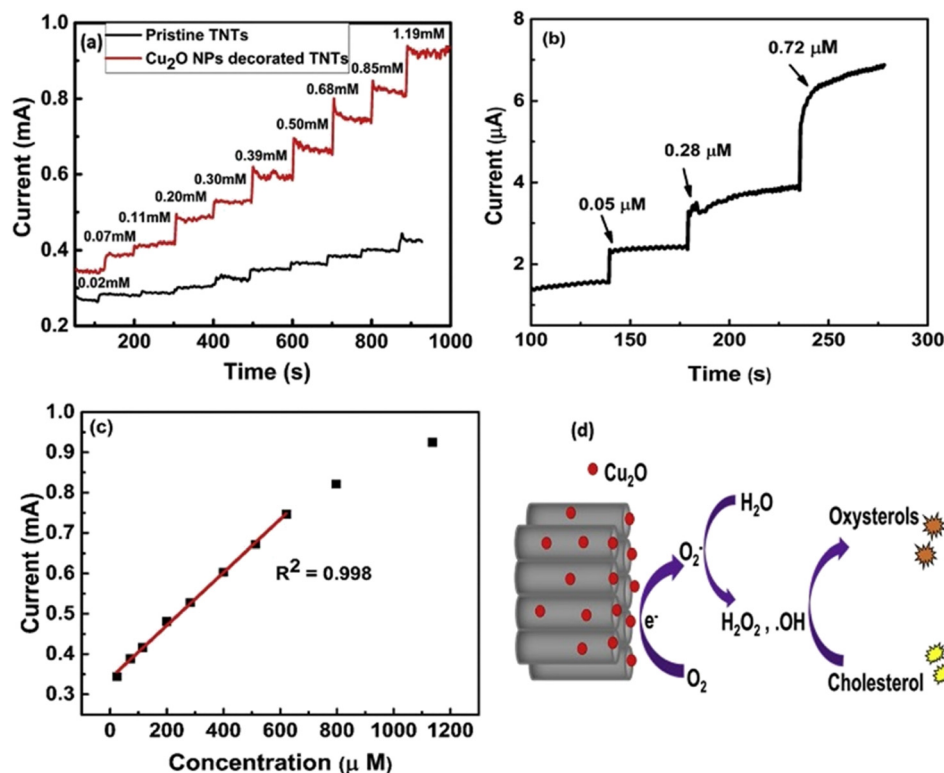 (a)
Pristine TNTs
Cu₂O NPs decorated TNTs
1.19mM
0.85mM
0.68mM
0.50mM
0.39mM
0.30mM
0.20mM
0.11mM
0.07mM
0.02mM
Current (mA)
1.0
0.8
0.6
0.4
0.2
200 400 600 800 1000
Time (s)
(b)
0.72 μM
0.28 μM
0.05 μM
Current (μA)
8
6
4
2
100 150 200 250 300
Time (s)
(c)
R² = 0.998
Current (mA)
1.0
0.9
0.8
0.7
0.6
0.5
0.4
0.3
0 200 400 600 800 1000 1200
Concentration (μ M)
(d)
Cu₂O
H₂O
Oxysterols
O₂⁻
e⁻
H₂O₂ , .OH
O₂
Cholesterol